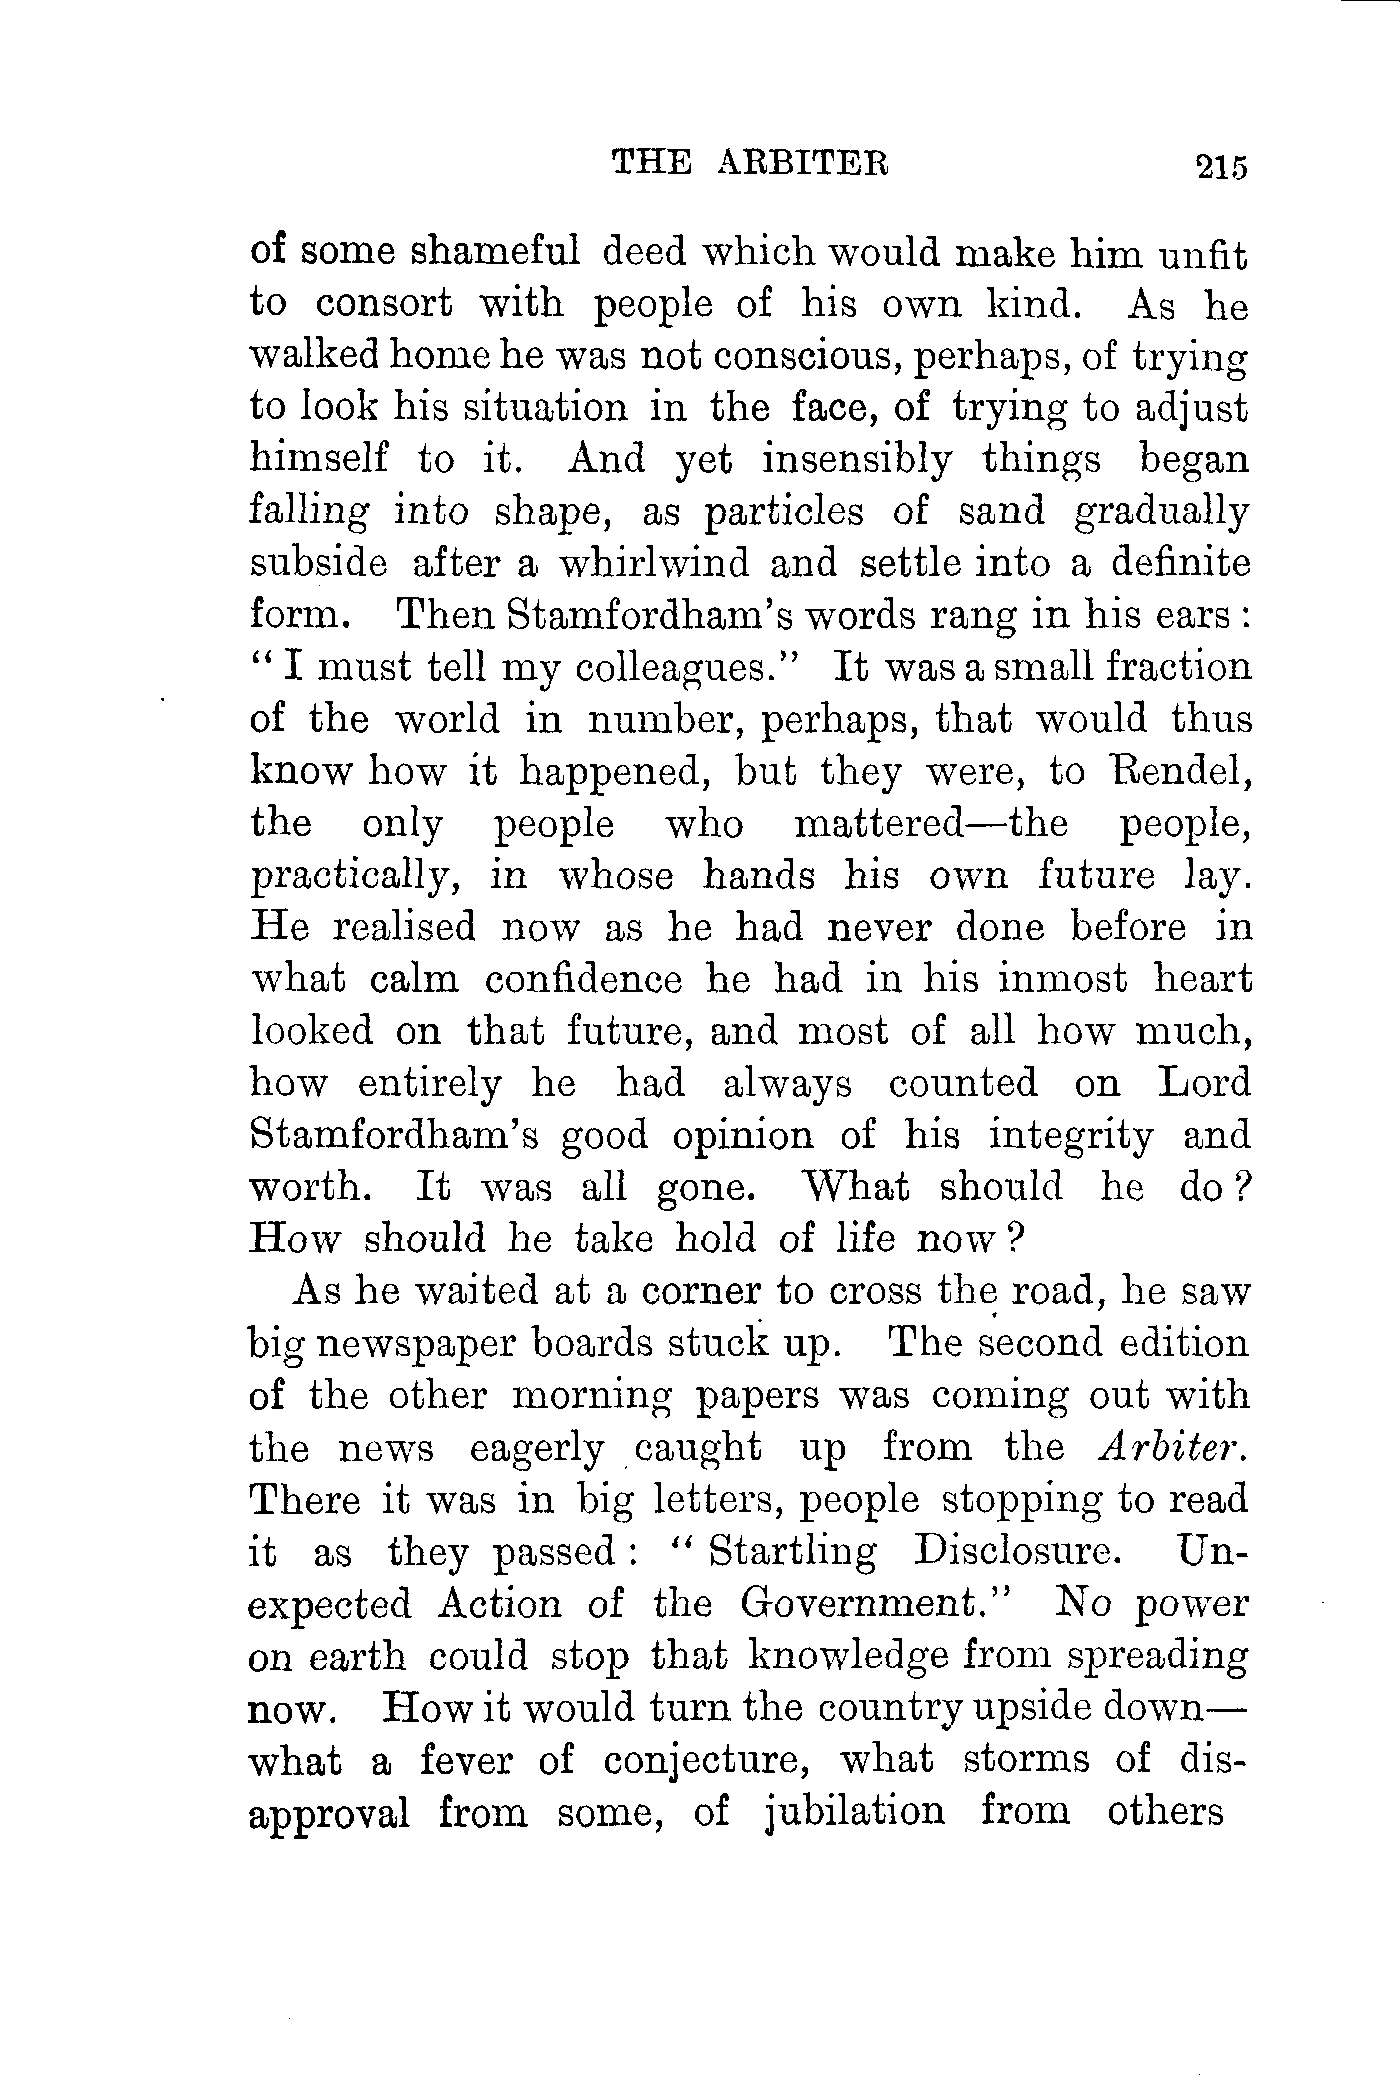 THE ARBITER 215
of some shameful deed which would make him unfit
to consort with people of his own kind. As he
walked home he was not conscious, perhaps, of trying
to look his situation in the face, of trying to adjust
himself to it. And yet insensibly things began
falling into shape, as particles of sand gradually
subside after a whirlwind and settle into a definite
form. Then Stamfordham's words rang in his ears :
" I must tell my colleagues." It was a small fraction
of the world in number, perhaps, that would thus
know how it happened, but they were, to Rendel,
the only people who mattered—the people,
practically, in whose hands his own future lay.
He realised now as he had never done before in
what calm confidence he had in his inmost heart
looked on that future, and most of all how much,
how entirely he had always counted on Lord
Stamfordham's good opinion of his integrity and
worth. It was all gone. What should he do ?
How should he take hold of life now ?
As he waited at a corner to cross the road, he saw
big newspaper boards stuck up. The second edition
of the other morning papers was coming out with
the news eagerly caught up from the Arbiter.
There it was in big letters, people stopping to read
it as they passed : " Startling Disclosure. Un-
expected Action of the Government." No power
on earth could stop that knowledge from spreading
now. How it would turn the country upside down—
what a fever of conjecture, what storms of dis-
approval from some, of jubilation from others